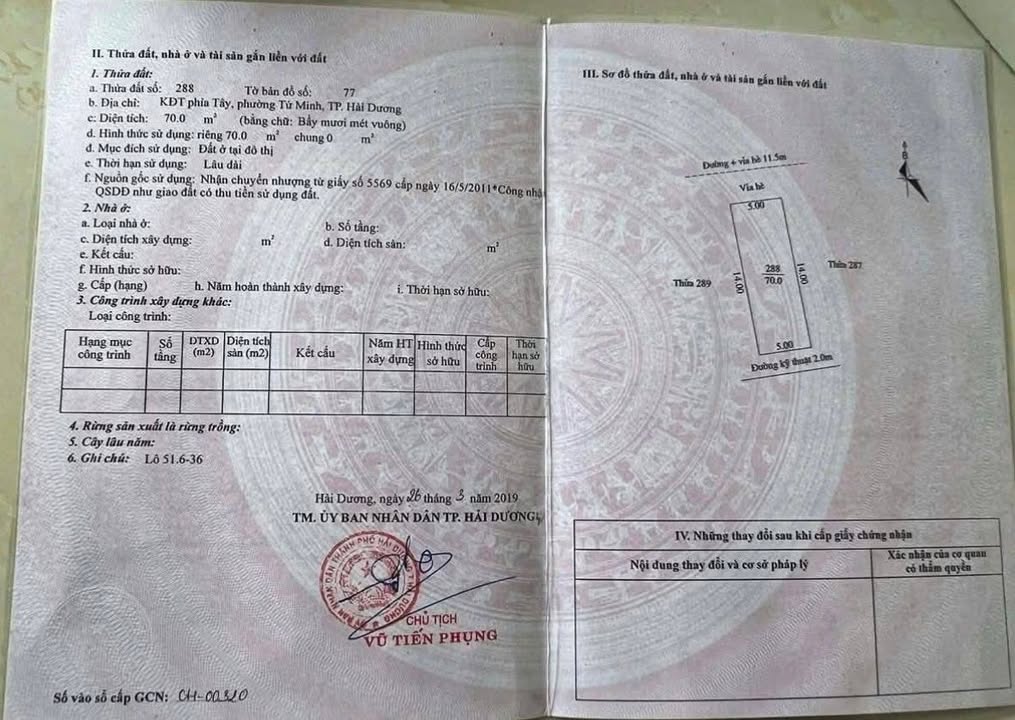 II. Thửa đất, nhà ở và tài sản gắn liền với đất
1. Thửa đất:
a. Thửa đất số: 288 Tờ bản đồ số: 77
b. Địa chỉ: KĐT phía Tây, phường Tứ Minh, TP. Hải Dương
c. Diện tích: 70.0 m² (bằng chữ: Bẩy mươi mét vuông)
d. Hình thức sử dụng: riêng 70.0 m² chung 0 m²
đ. Mục đích sử dụng: Đất ở tại đô thị
e. Thời hạn sử dụng: Lâu dài
f. Nguồn gốc sử dụng: Nhận chuyển nhượng từ giấy số 5569 cấp ngày 16/5/2011*Công nhậ
QSDĐ như giao đất có thu tiền sử dụng đất.
2. Nhà ở:
a. Loại nhà ở: b. Số tầng:
c. Diện tích xây dựng: m² d. Diện tích sàn: m²
e. Kết cấu:
f. Hình thức sở hữu:
g. Cấp (hạng) h. Năm hoàn thành xây dựng: i. Thời hạn sở hữu:
3. Công trình xây dựng khác:
Loại công trình:
Hạng mục công trình Số tầng DTXD (m2) Diện tích sàn (m2) Kết cấu Năm HT xây dựng Hình thức sở hữu Cấp công trình Thời hạn sở hữu
4. Rừng sản xuất là rừng trồng:
5. Cây lâu năm:
6. Ghi chú: Lô 51.6-36
Hải Dương, ngày 26 tháng 3 năm 2019
TM. ỦY BAN NHÂN DÂN TP. HẢI DƯƠNG
CHỦ TỊCH
VŨ TIẾN PHỤNG
Số vào sổ cấp GCN: CH-00320
III. Sơ đồ thửa đất, nhà ở và tài sản gắn liền với đất
B
Đường + vỉa hè 11.5m
Vỉa hè
5.00
Thửa 289
14.00
288
70.0
14.00
Thửa 287
5.00
Đường kỹ thuật 2.0m
IV. Những thay đổi sau khi cấp giấy chứng nhận
Nội dung thay đổi và cơ sở pháp lý
Xác nhận của cơ quan
có thẩm quyền